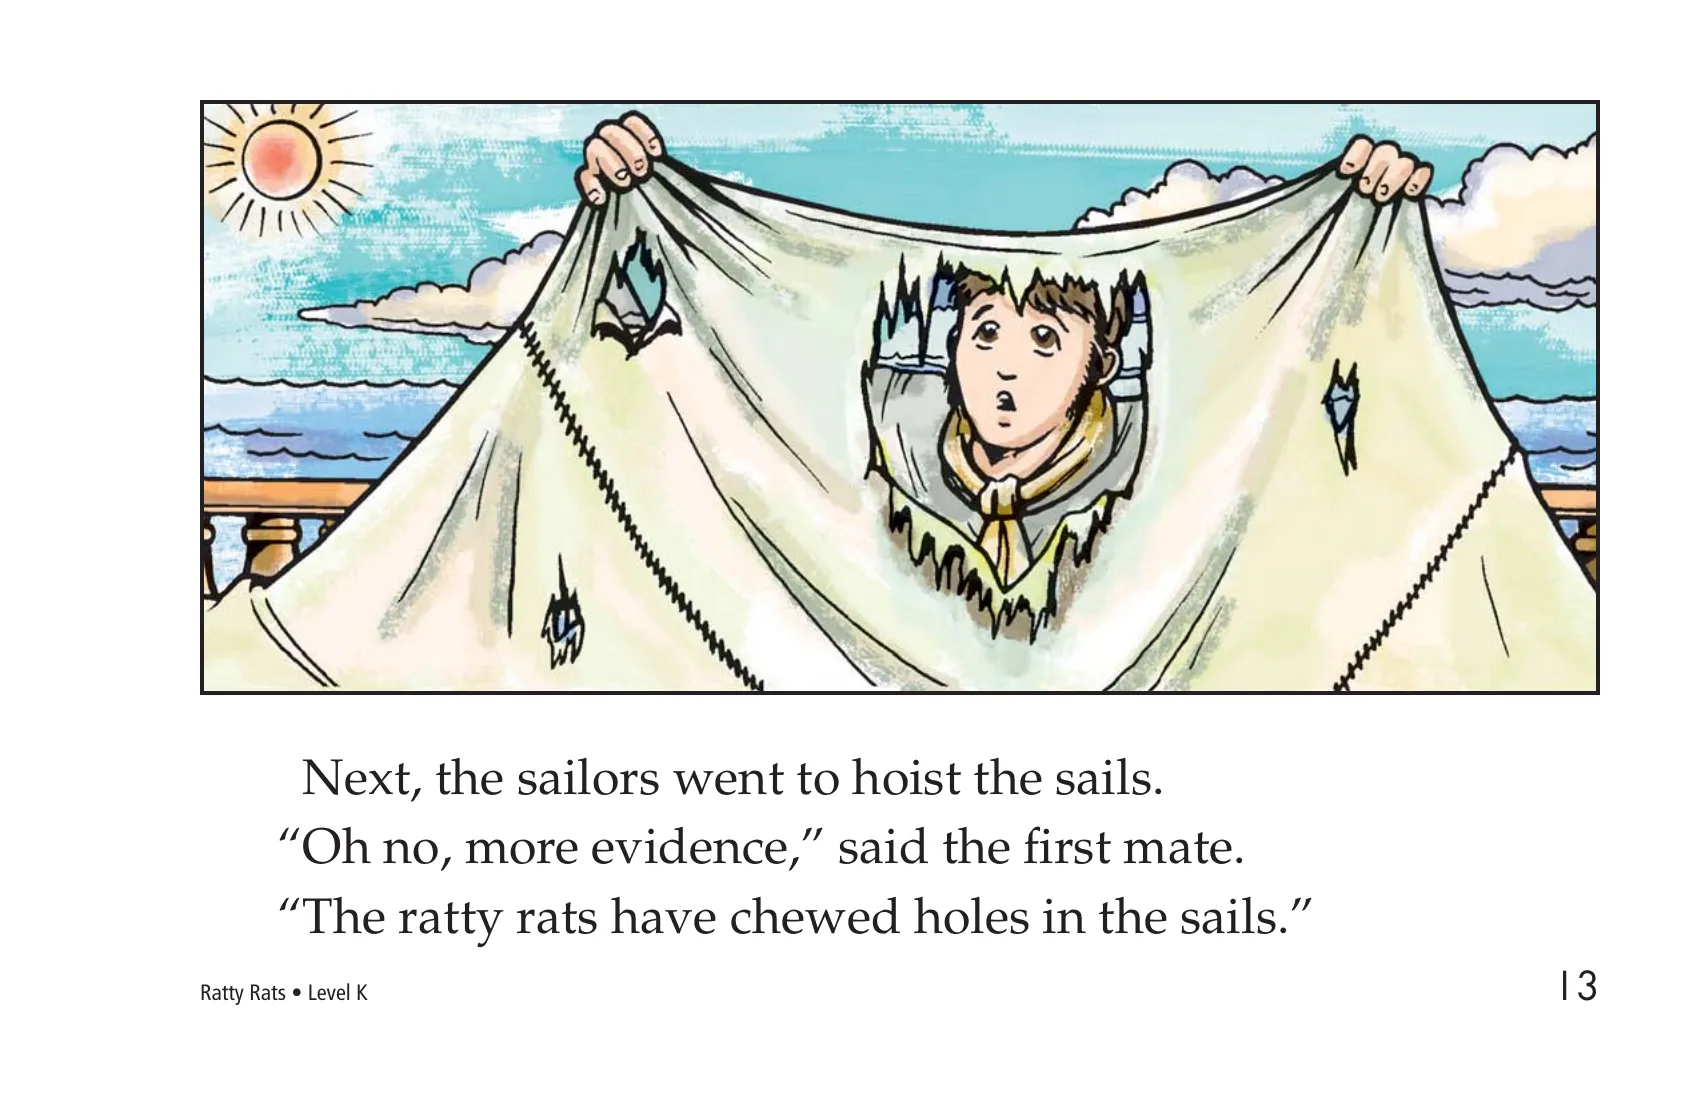 Next, the sailors went to hoist the sails.
“Oh no, more evidence,” said the first mate.
“The ratty rats have chewed holes in the sails.”
Ratty Rats • Level K
13